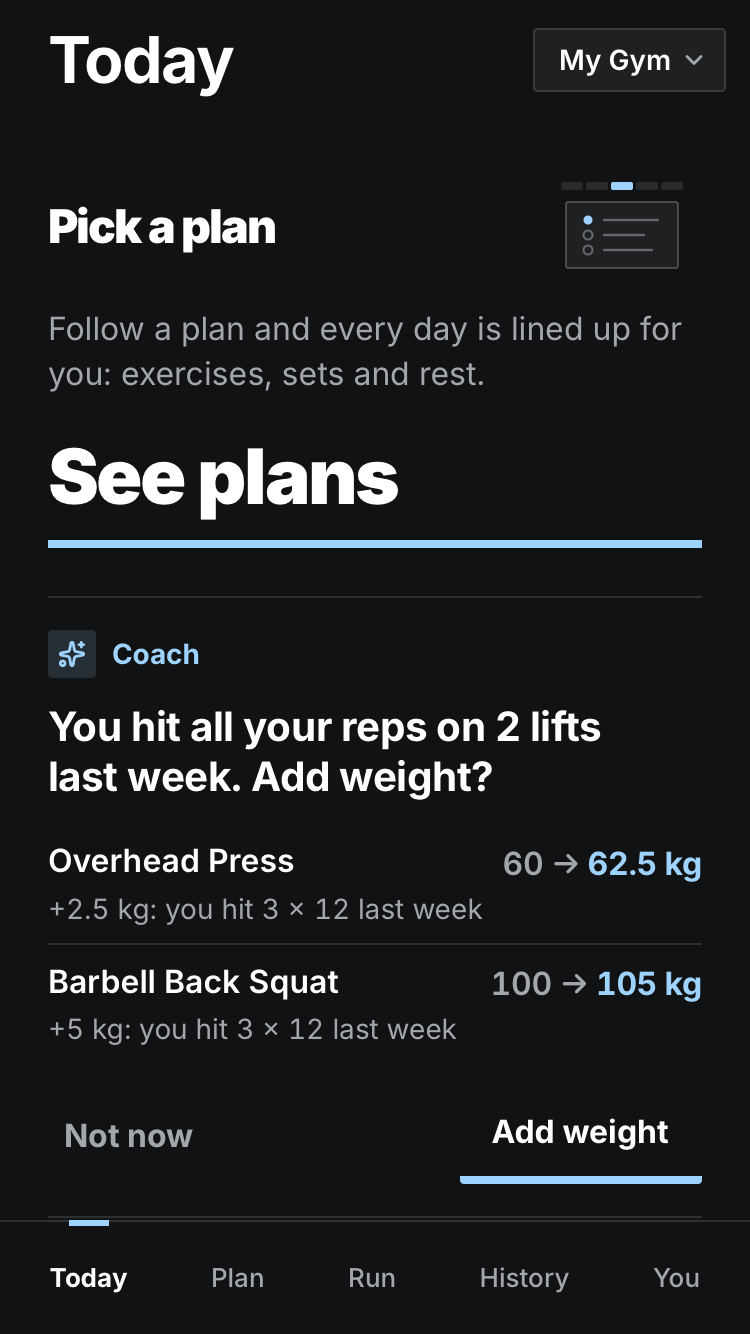 Today
My Gym
Pick a plan
Follow a plan and every day is lined up for
you: exercises, sets and rest.
See plans
Coach
You hit all your reps on 2 lifts
last week. Add weight?
Overhead Press
60 → 62.5 kg
+2.5 kg: you hit 3 × 12 last week
Barbell Back Squat
100 → 105 kg
+5 kg: you hit 3 × 12 last week
Not now
Add weight
Today
Plan
Run
History
You